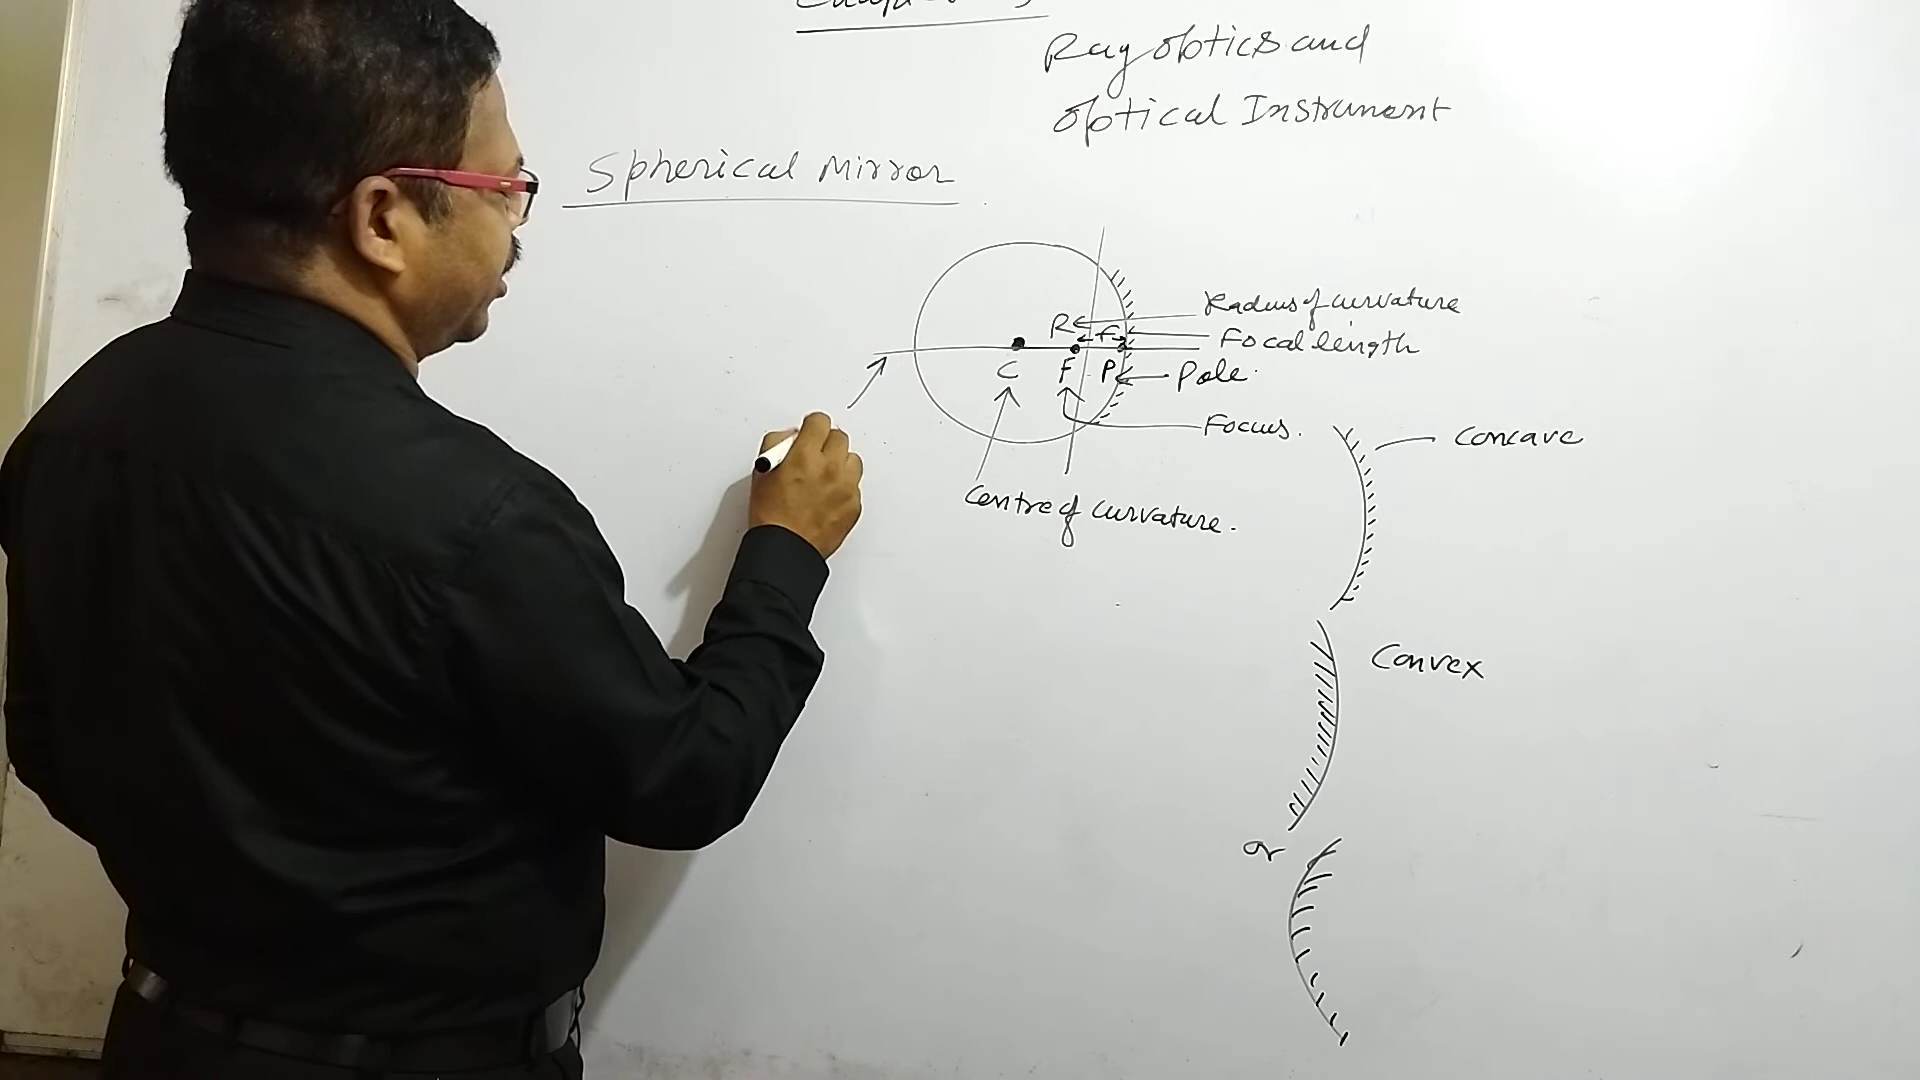 Ray optics and
optical Instrument
Spherical Mirror
R
Radius of curvature
f
Focal length
C F P
Pole.
Focus.
Concave
Centre of curvature.
Convex
or